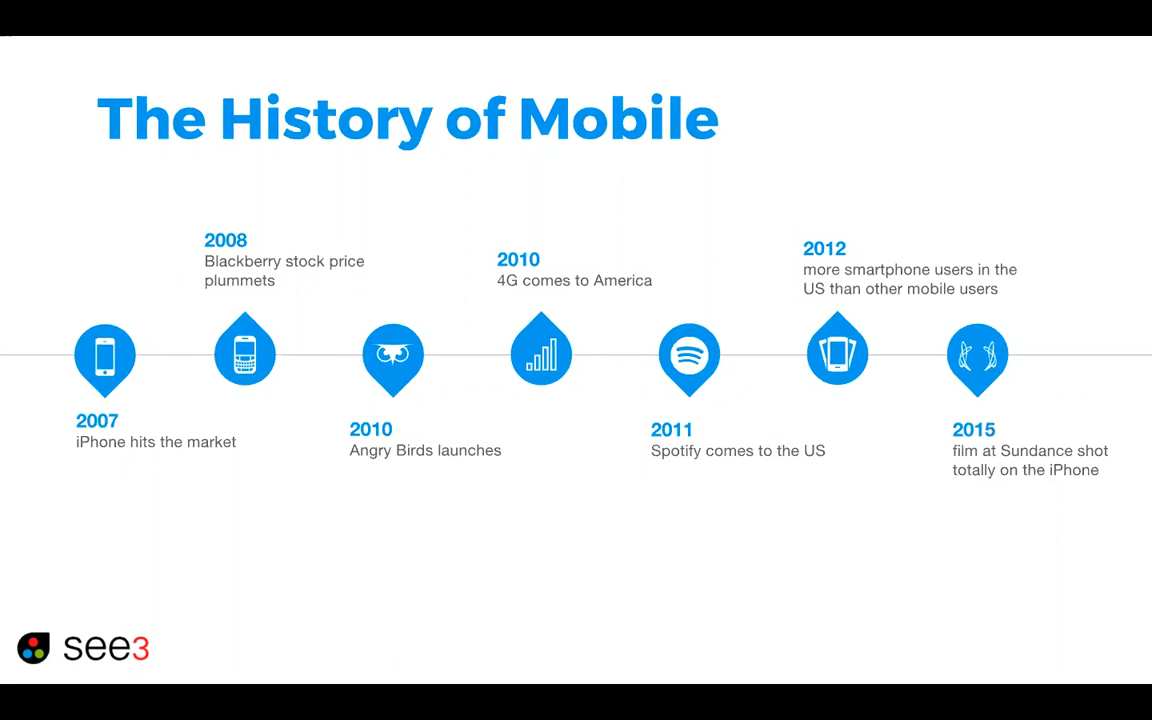 The History of Mobile
2007
iPhone hits the market
2008
Blackberry stock price
plummets
2010
Angry Birds launches
2010
4G comes to America
2011
Spotify comes to the US
2012
more smartphone users in the
US than other mobile users
2015
film at Sundance shot
totally on the iPhone
see3